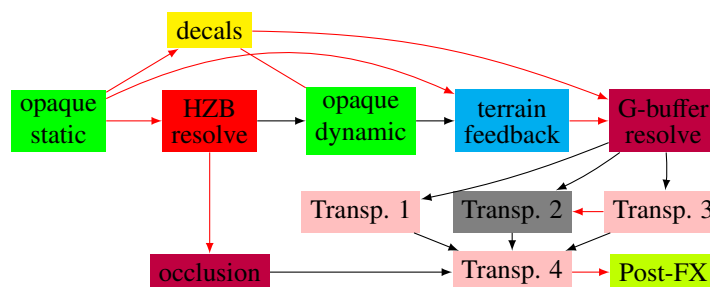 decals
opaque
static
HZB
resolve
opaque
dynamic
terrain
feedback
G-buffer
resolve
Transp. 1
Transp. 2
Transp. 3
occlusion
Transp. 4
Post-FX